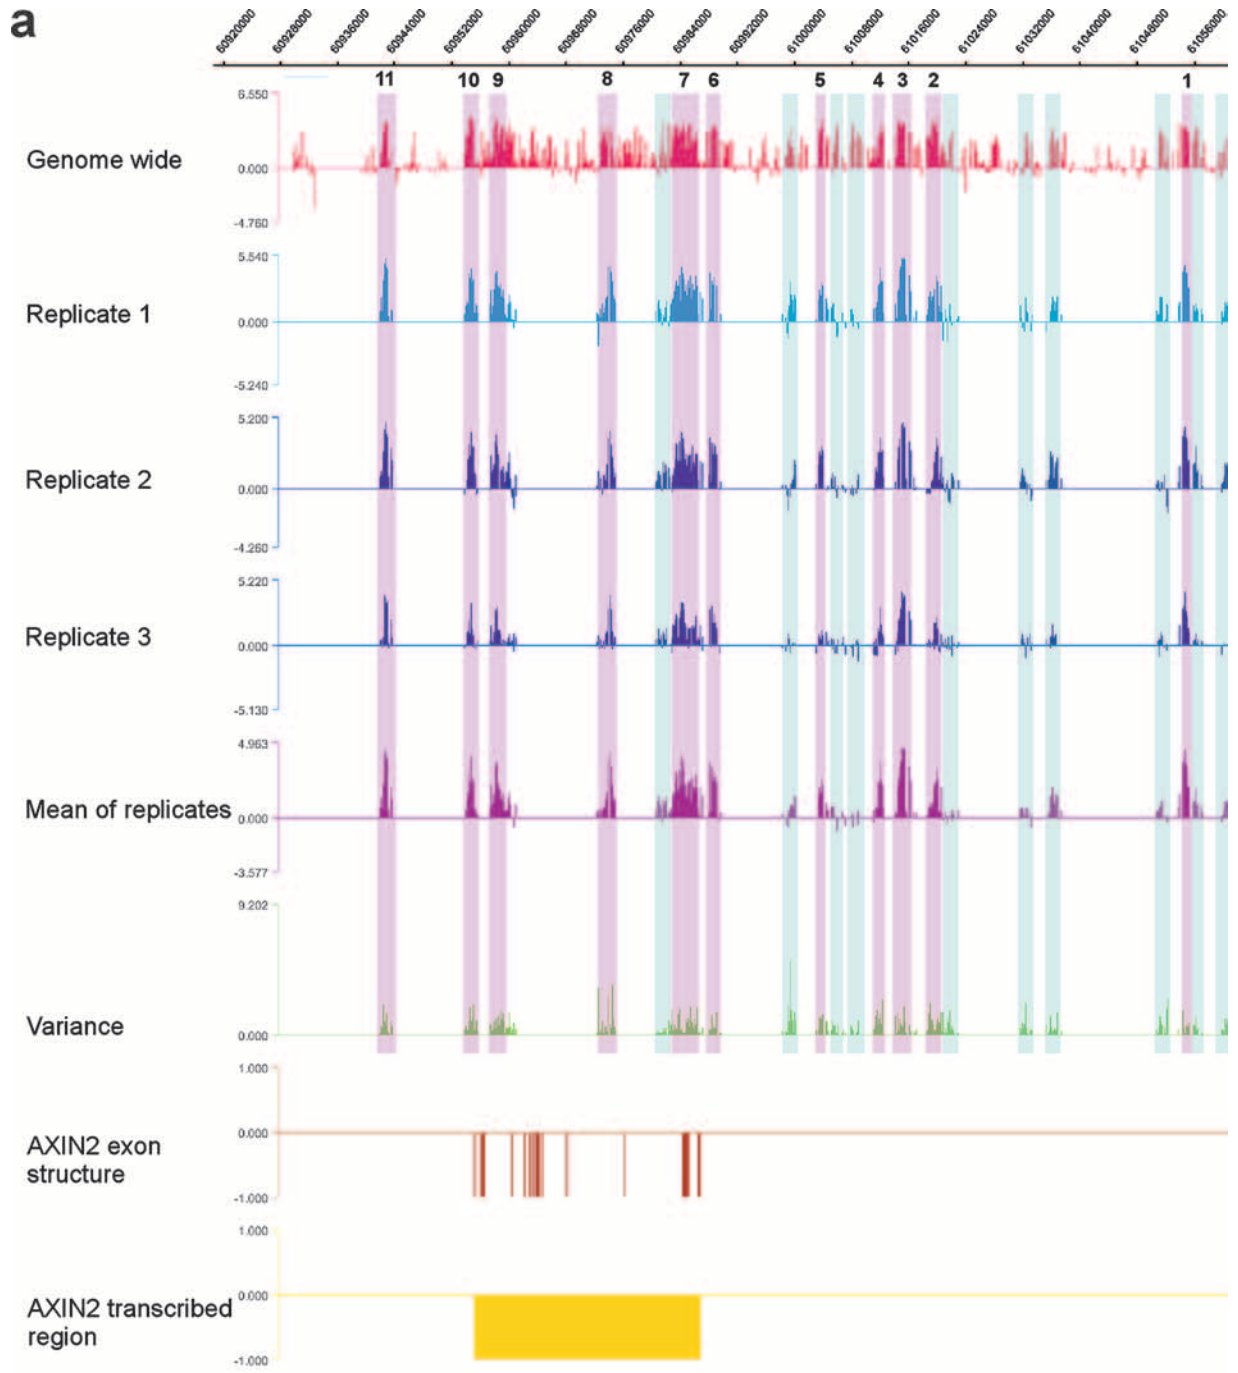 a
60920000 60928000 60936000 60944000 60952000 60960000 60968000 60976000 60984000 60992000 61000000 61008000 61016000 61024000 61032000 61040000 61048000 61056000
11 10 9 8 7 6 5 4 3 2 1
6.550
Genome wide
0.000
-4.760
5.540
Replicate 1
0.000
-5.240
5.200
Replicate 2
0.000
-4.260
5.220
Replicate 3
0.000
-5.130
4.963
Mean of replicates
0.000
-3.577
9.202
Variance
0.000
1.000
0.000
AXIN2 exon
structure
-1.000
1.000
0.000
AXIN2 transcribed
region
-1.000